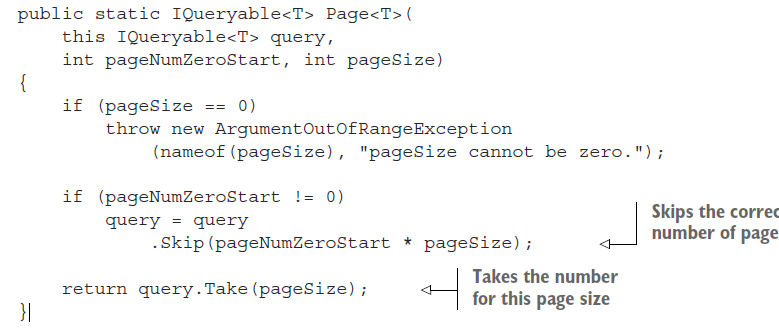 public static IQueryable<T> Page<T>(
this IQueryable<T> query,
int pageNumZeroStart, int pageSize)
{
if (pageSize == 0)
throw new ArgumentOutOfRangeException
(nameof(pageSize), "pageSize cannot be zero.");
if (pageNumZeroStart != 0)
query = query
.Skip(pageNumZeroStart * pageSize);
Skips the correc
number of page
return query.Take(pageSize);
Takes the number
for this page size
}